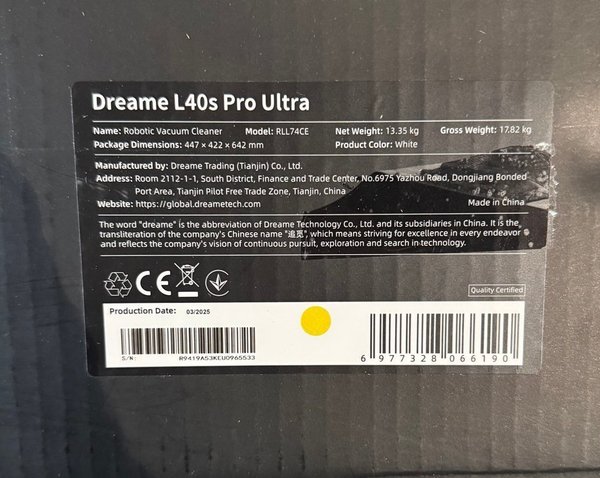 Dreame L40s Pro Ultra
Name: Robotic Vacuum Cleaner Model: RLL74CE Net Weight: 13.35 kg Gross Weight: 17.82 kg
Package Dimensions: 447 × 422 × 642 mm Product Color: White
Manufactured by: Dreame Trading (Tianjin) Co., Ltd.
Address: Room 2112-1-1, South District, Finance and Trade Center, No.6975 Yazhou Road, Dongjiang Bonded
Port Area, Tianjin Pilot Free Trade Zone, Tianjin, China
Website: https://global.dreametech.com Made in China
The word "dreame" is the abbreviation of Dreame Technology Co., Ltd. and its subsidiaries in China. It is the
transliteration of the company's Chinese name "追觅", which means striving for excellence in every endeavor
and reflects the company's vision of continuous pursuit, exploration and search in technology.
CE
Quality Certified
Production Date: 03/2025
S/N: R9419A53KEU0965533
6 977328 066190